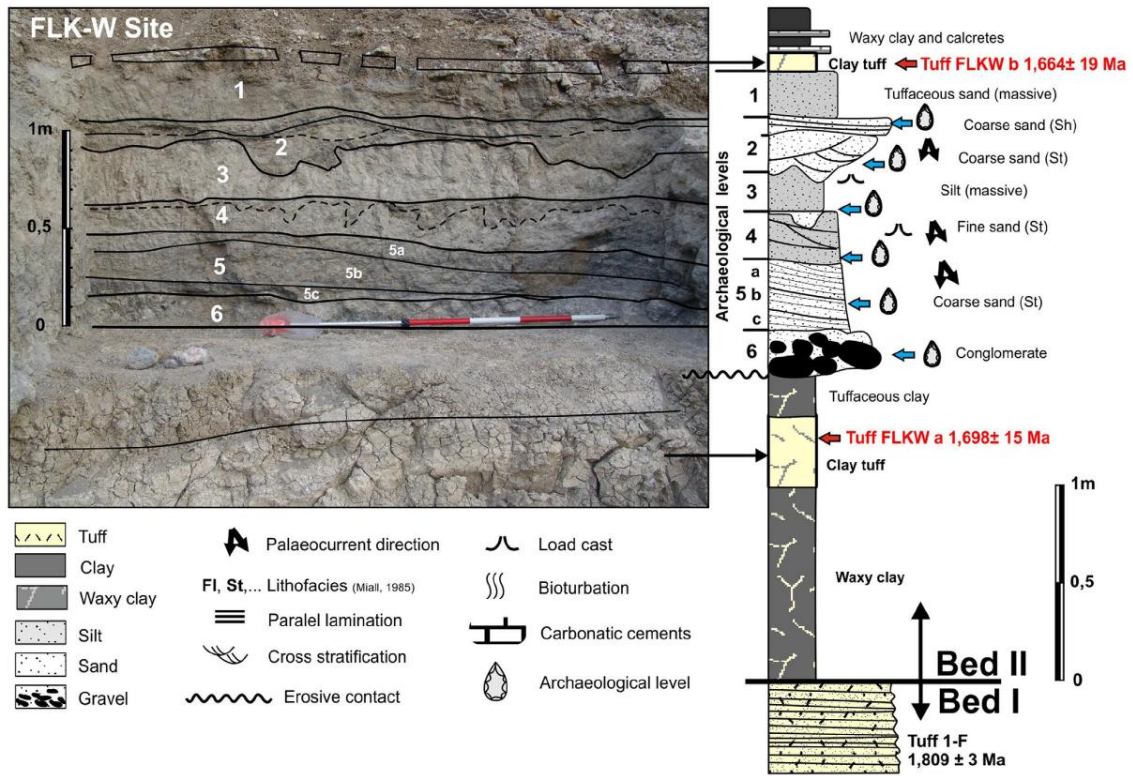 FLK-W Site
1
2
3
4
5a
5
5b
5c
6
1m
0,5
0
Waxy clay and calcretes
Clay tuff
Tuff FLKW b 1,664± 19 Ma
Archaeological levels
1
Tuffaceous sand (massive)
Coarse sand (Sh)
2
Coarse sand (St)
3
Silt (massive)
4
Fine sand (St)
a
5 b
c
Coarse sand (St)
6
Conglomerate
Tuffaceous clay
Tuff FLKW a 1,698± 15 Ma
Clay tuff
Waxy clay
1m
0,5
0
Bed II
Bed I
Tuff 1-F
1,809 ± 3 Ma
Tuff
Clay
Waxy clay
Silt
Sand
Gravel
Palaeocurrent direction
Fl, St,... Lithofacies (Miall, 1985)
Paralel lamination
Cross stratification
Erosive contact
Load cast
Bioturbation
Carbonatic cements
Archaeological level